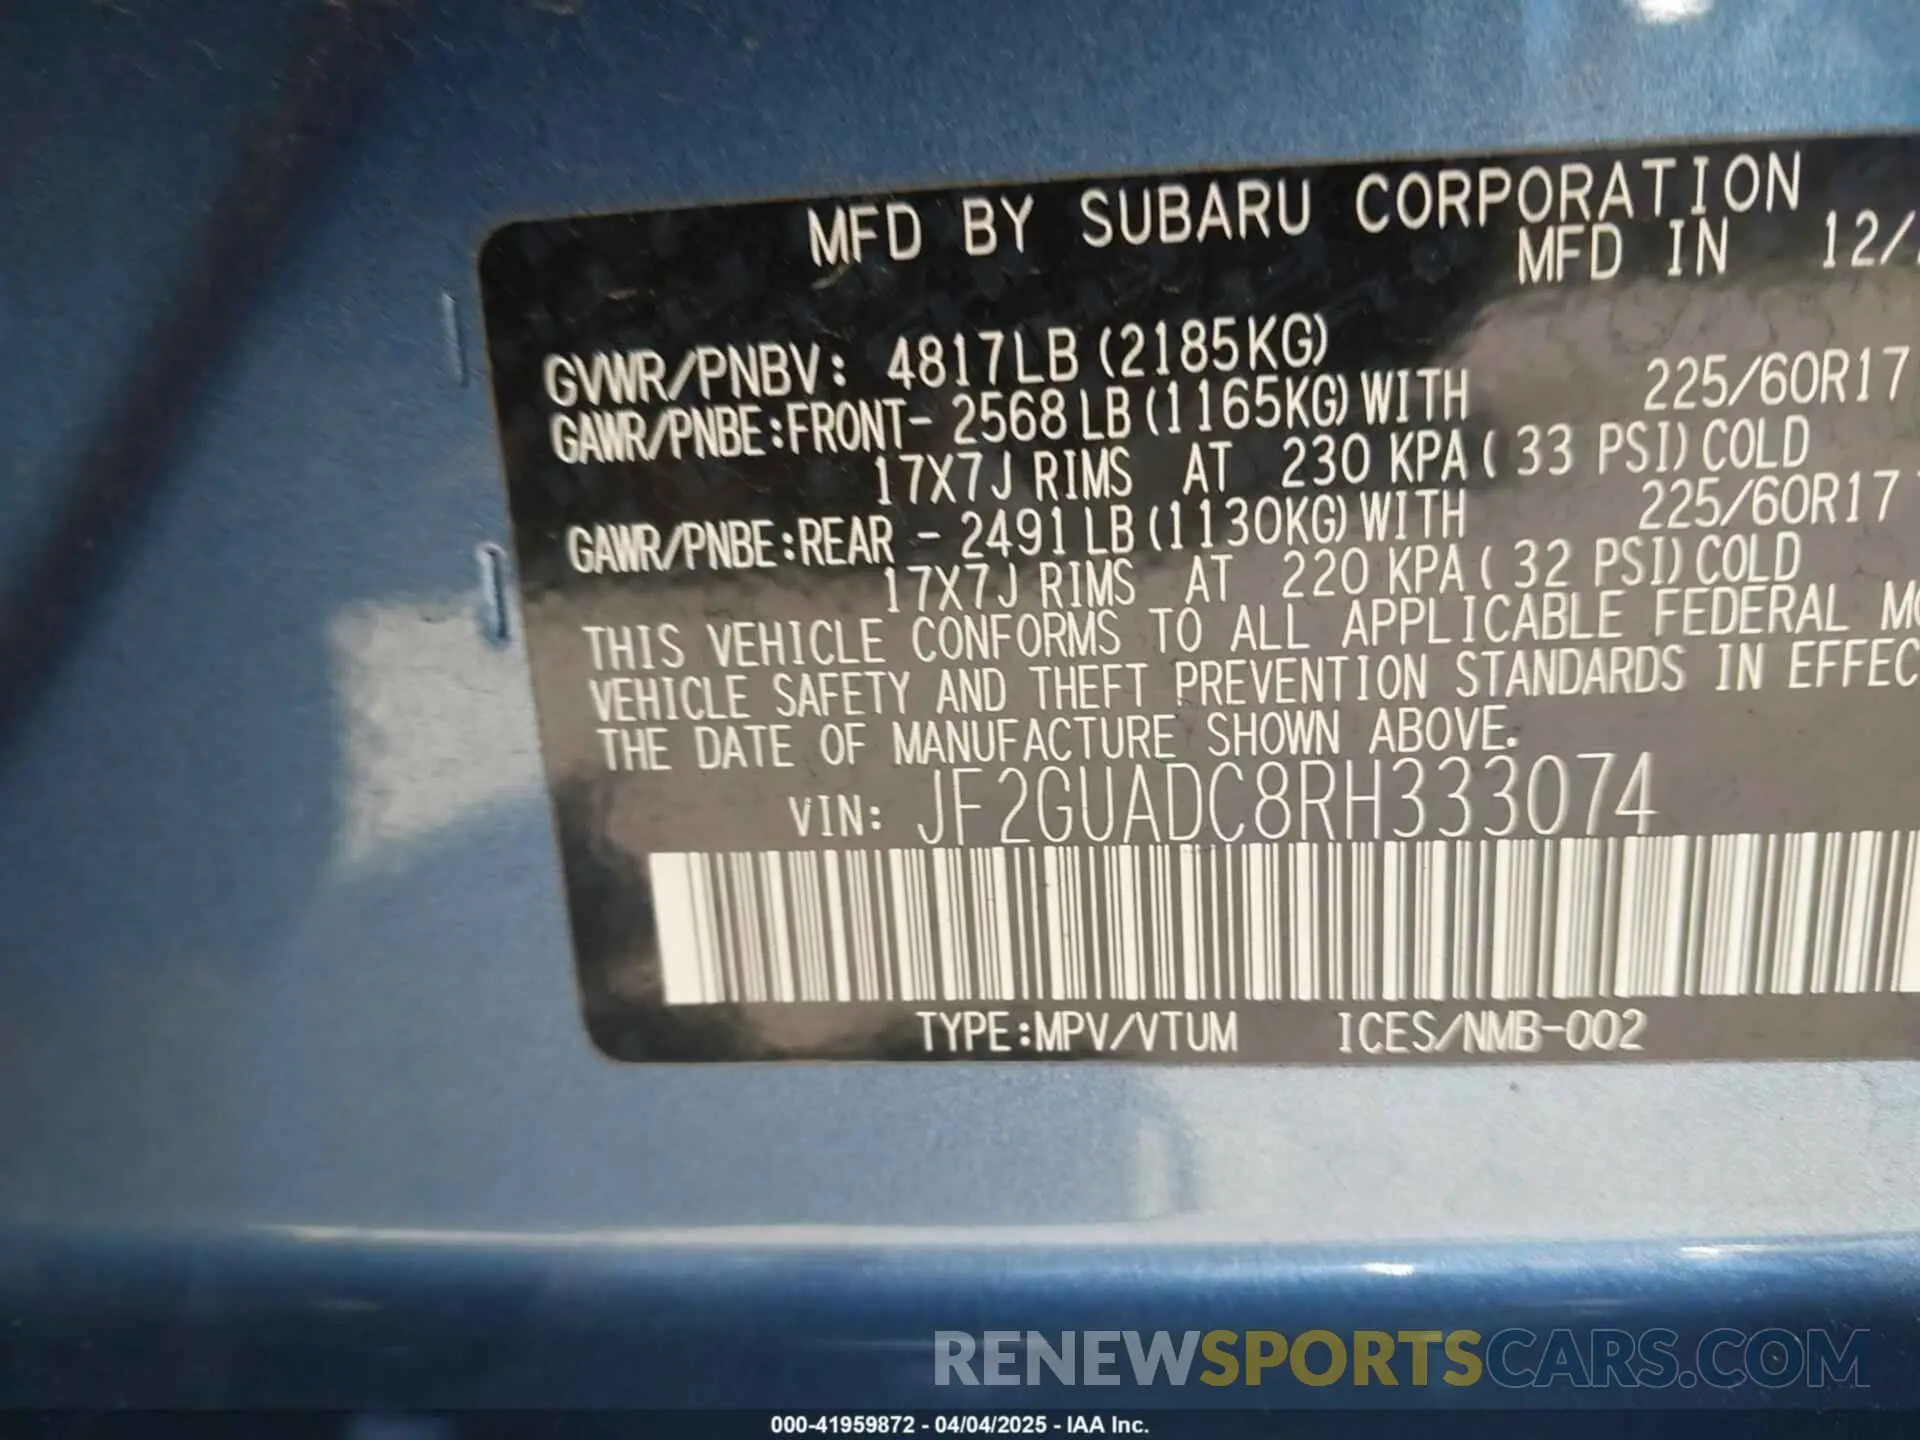 MFD BY SUBARU CORPORATION
MFD IN 12/
GVWR/PNBV: 4817LB (2185KG)
GAWR/PNBE:FRONT- 2568 LB (1165KG) WITH 225/60R17
17X7J RIMS AT 230 KPA ( 33 PSI) COLD
GAWR/PNBE:REAR - 2491 LB (1130KG) WITH 225/60R17
17X7J RIMS AT 220 KPA ( 32 PSI) COLD
THIS VEHICLE CONFORMS TO ALL APPLICABLE FEDERAL
VEHICLE SAFETY AND THEFT PREVENTION STANDARDS IN EFFEC
THE DATE OF MANUFACTURE SHOWN ABOVE.
VIN: JF2GUADC8RH333074
TYPE:MPV/VTUM ICES/NMB-002
RENEWSPORTSCARS.COM
000-41959872 - 04/04/2025 - IAA Inc.